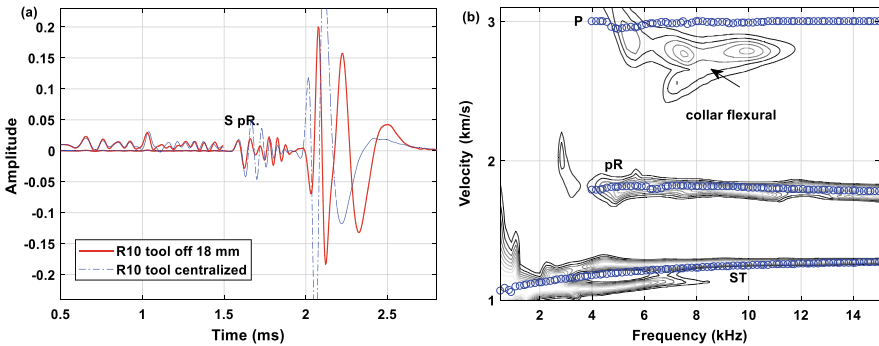 (a)
0.2
0.15
0.1
0.05
0
-0.05
-0.1
-0.15
-0.2
Amplitude
S pR.
R10 tool off 18 mm
R10 tool centralized
0.5
1
1.5
2
2.5
Time (ms)
(b)
3
2
1
Velocity (km/s)
P
collar flexural
pR
ST
2
4
6
8
10
12
14
Frequency (kHz)